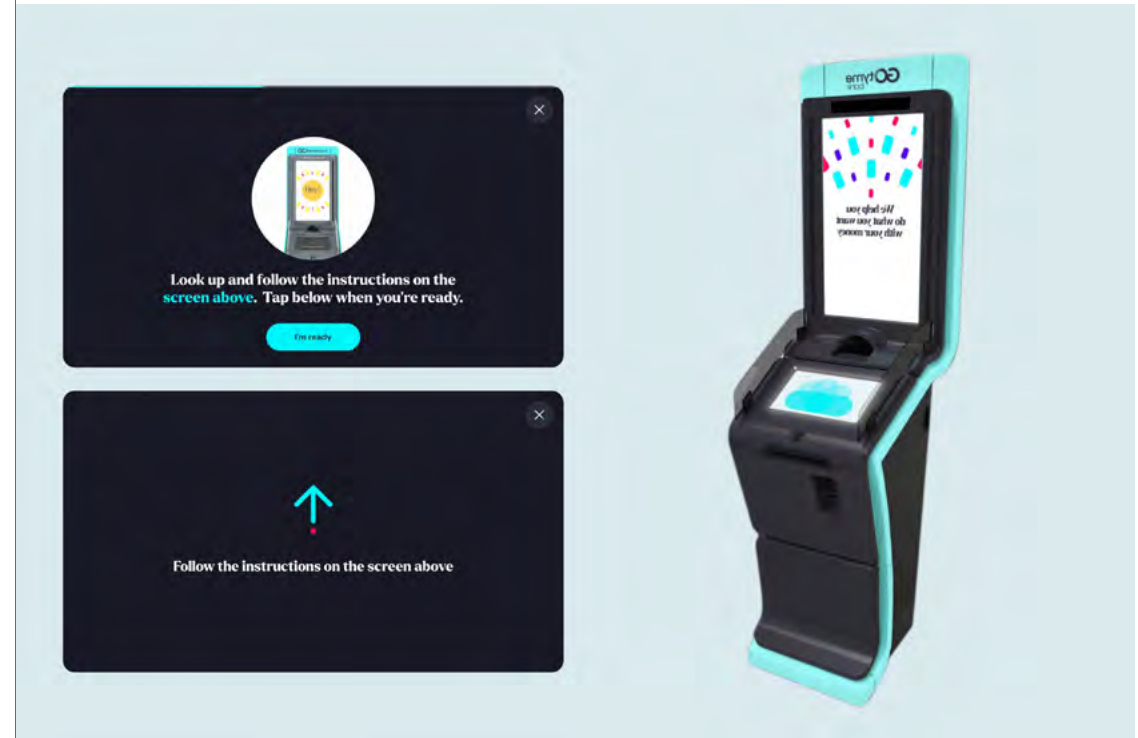 Look up and follow the instructions on the
screen above. Tap below when you're ready.
I'm ready
Follow the instructions on the screen above
GOtyme
bank
We help you
do what you want
with your money